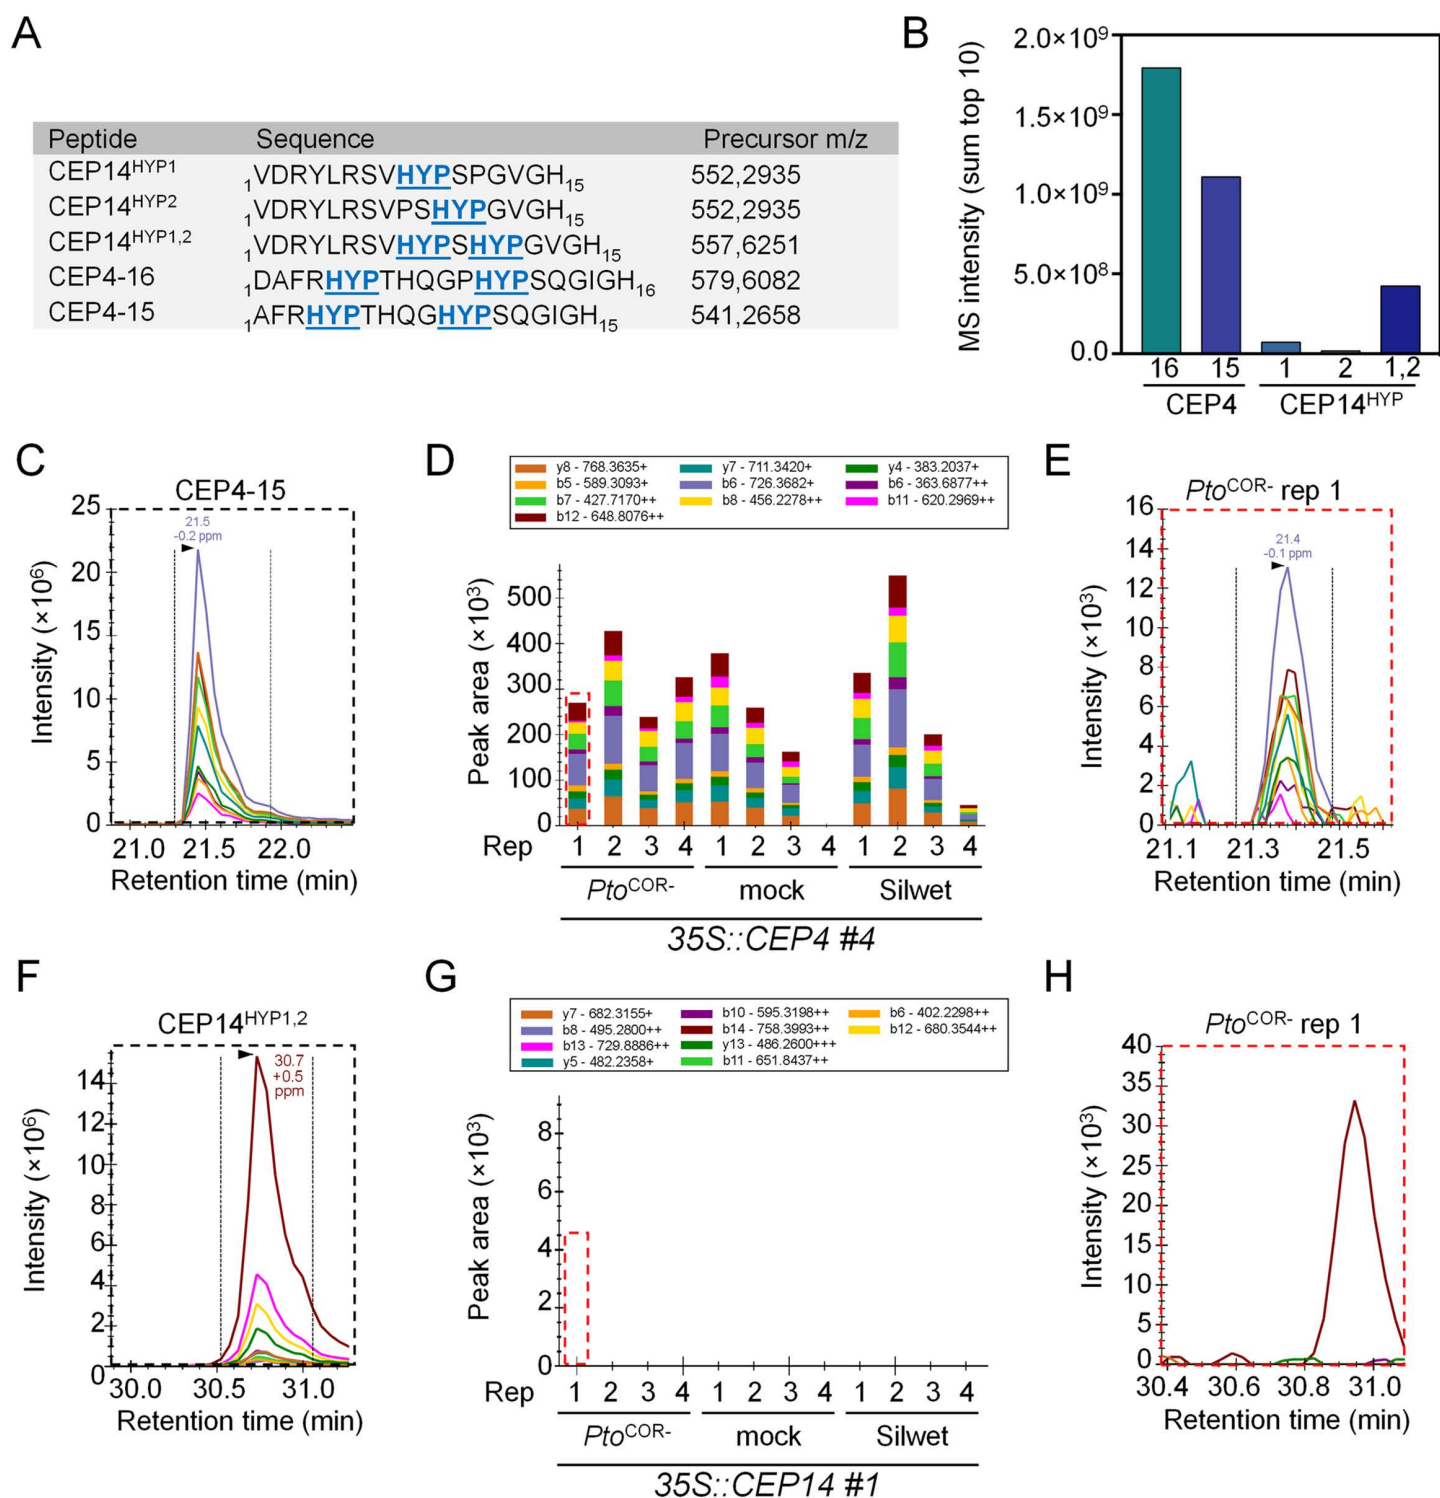 A
Peptide Sequence Precursor m/z
CEP14HYP1 1VDRYLRSVHYPSPGVGH15 552,2935
CEP14HYP2 1VDRYLRSVPSHYPGVGH15 552,2935
CEP14HYP1,2 1VDRYLRSVHYPSHYPGVGH15 557,6251
CEP4-16 1DAFRHYPTHQGPHYPSQGIGH16 579,6082
CEP4-15 1AFRHYPTHQGHYPSQGIGH15 541,2658
B
MS intensity (sum top 10)
2.0×10⁹
1.5×10⁹
1.0×10⁹
5.0×10⁸
0.0
16 15 1 2 1,2
CEP4 CEP14HYP
C
CEP4-15
Intensity (×10⁶)
25
20
15
10
5
0
21.5
-0.2 ppm
21.0 21.5 22.0
Retention time (min)
D
y8 - 768.3635+ y7 - 711.3420+ y4 - 383.2037+
b5 - 589.3093+ b6 - 726.3682+ b6 - 363.6877++
b7 - 427.7170++ b8 - 456.2278++ b11 - 620.2969++
b12 - 648.8076++
Peak area (×10³)
500
400
300
200
100
0
Rep 1 2 3 4 1 2 3 4 1 2 3 4
PtoCOR- mock Silwet
35S::CEP4 #4
E
PtoCOR- rep 1
Intensity (×10³)
16
14
12
10
8
6
4
2
0
21.4
-0.1 ppm
21.1 21.3 21.5
Retention time (min)
F
CEP14HYP1,2
Intensity (×10⁶)
14
12
10
8
6
4
2
0
30.7
+0.5
ppm
30.0 30.5 31.0
Retention time (min)
G
y7 - 682.3155+ b10 - 595.3198++ b6 - 402.2298++
b8 - 495.2800++ b14 - 758.3993++ b12 - 680.3544++
b13 - 729.8886++ y13 - 486.2600+++
y5 - 482.2358+ b11 - 651.8437++
Peak area (×10³)
8
6
4
2
0
Rep 1 2 3 4 1 2 3 4 1 2 3 4
PtoCOR- mock Silwet
35S::CEP14 #1
H
PtoCOR- rep 1
Intensity (×10³)
40
35
30
25
20
15
10
5
0
30.4 30.6 30.8 31.0
Retention time (min)